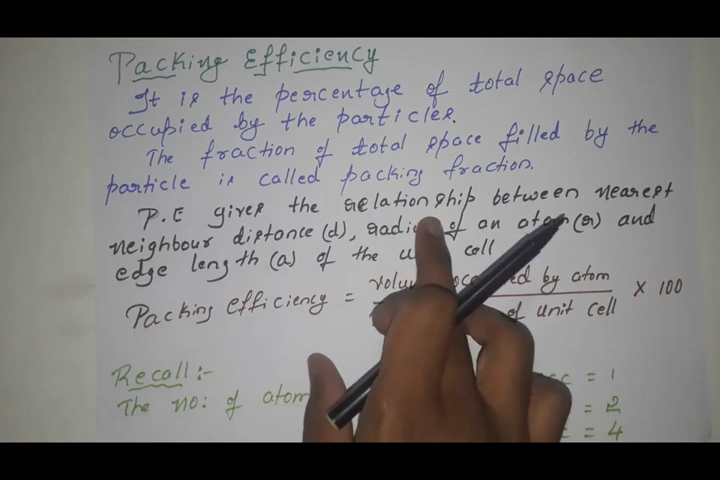 Packing Efficiency
It is the percentage of total space
occupied by the particles.
The fraction of total space filled by the
particle is called packing fraction.
P.E gives the relationship between nearest
neighbour distance (d), of an atom (r) and
edge length (a) of the cell
Packing efficiency = by atom × 100
of unit cell
Recall:-
The no: of = 1
= 2
= 4